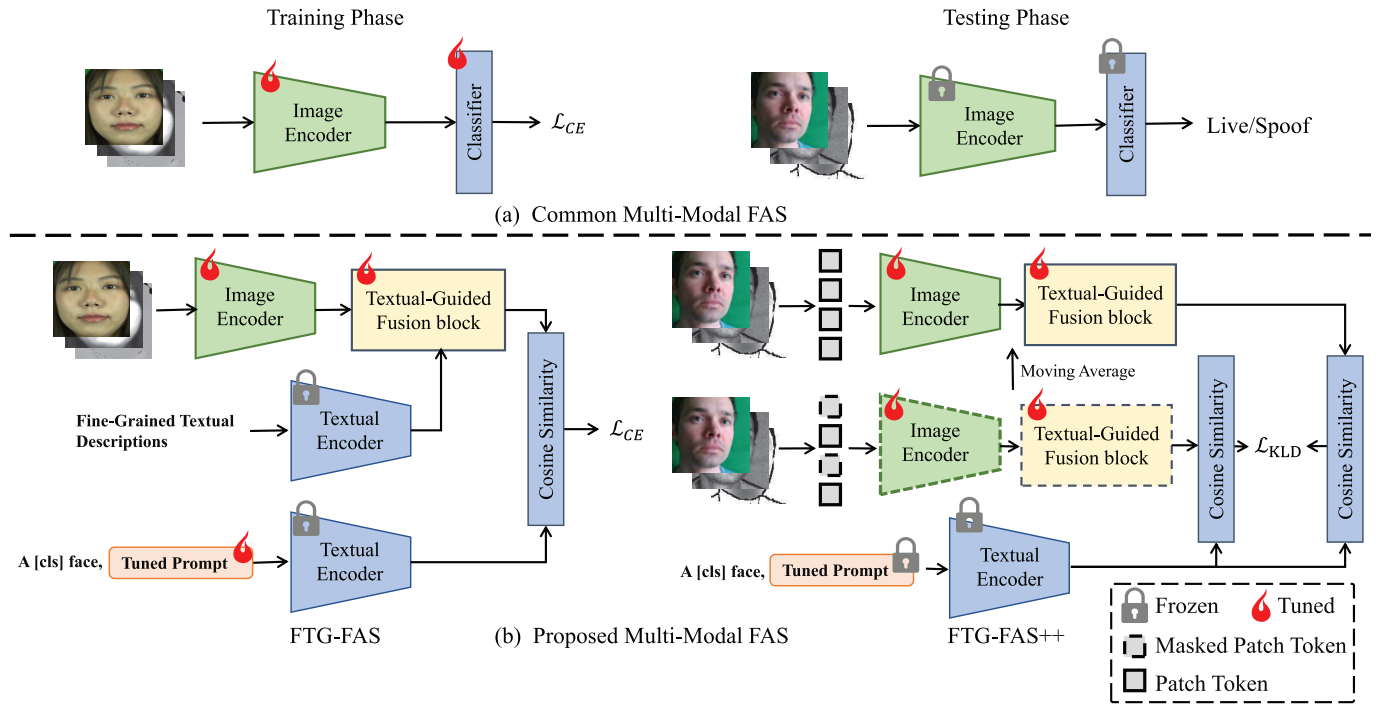 Training Phase
Testing Phase
Image
Encoder
Classifier
ℒ_CE
Image
Encoder
Classifier
Live/Spoof
(a) Common Multi-Modal FAS
Image
Encoder
Textual-Guided
Fusion block
Fine-Grained Textual
Descriptions
Textual
Encoder
Cosine Similarity
ℒ_CE
A [cls] face,
Tuned Prompt
Textual
Encoder
FTG-FAS
Image
Encoder
Textual-Guided
Fusion block
Moving Average
Image
Encoder
Textual-Guided
Fusion block
Cosine Similarity
ℒ_KLD
Cosine Similarity
A [cls] face,
Tuned Prompt
Textual
Encoder
FTG-FAS++
(b) Proposed Multi-Modal FAS
Frozen
Tuned
Masked Patch Token
Patch Token